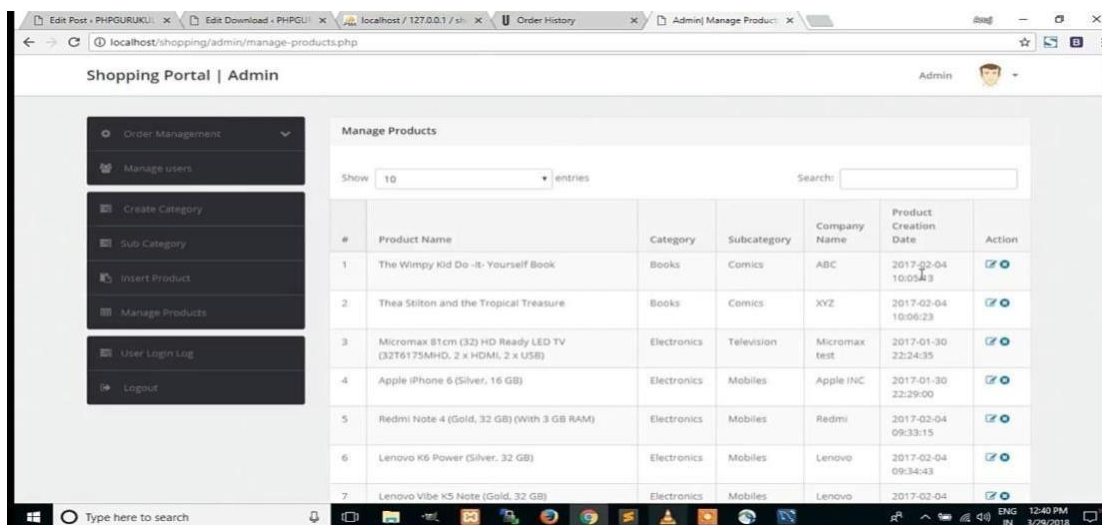 Edit Post ‹ PHPGURUKUL
Edit Download ‹ PHPGU
localhost / 127.0.0.1 / sh
Order History
Admin| Manage Product
localhost/shopping/admin/manage-products.php
Shopping Portal | Admin
Admin
Order Management
Manage users
Create Category
Sub Category
Insert Product
Manage Products
User Login Log
Logout
Manage Products
Show 10 entries
Search:
# Product Name Category Subcategory Company Name Product Creation Date Action
1 The Wimpy Kid Do -It- Yourself Book Books Comics ABC 2017-02-04 10:05:43
2 Thea Stilton and the Tropical Treasure Books Comics XYZ 2017-02-04
10:06:23
3 Micromax 81cm (32) HD Ready LED TV Electronics Television Micromax 2017-01-30
(32T6175MHD, 2 x HDMI, 2 x USB) test 22:24:35
4 Apple iPhone 6 (Silver, 16 GB) Electronics Mobiles Apple INC 2017-01-30
22:29:00
5 Redmi Note 4 (Gold, 32 GB) (With 3 GB RAM) Electronics Mobiles Redmi 2017-02-04
09:33:15
6 Lenovo K6 Power (Silver, 32 GB) Electronics Mobiles Lenovo 2017-02-04
09:34:43
7 Lenovo Vibe K5 Note (Gold, 32 GB) Electronics Mobiles Lenovo 2017-02-04
Type here to search
ENG 12:40 PM
IN 3/29/2018